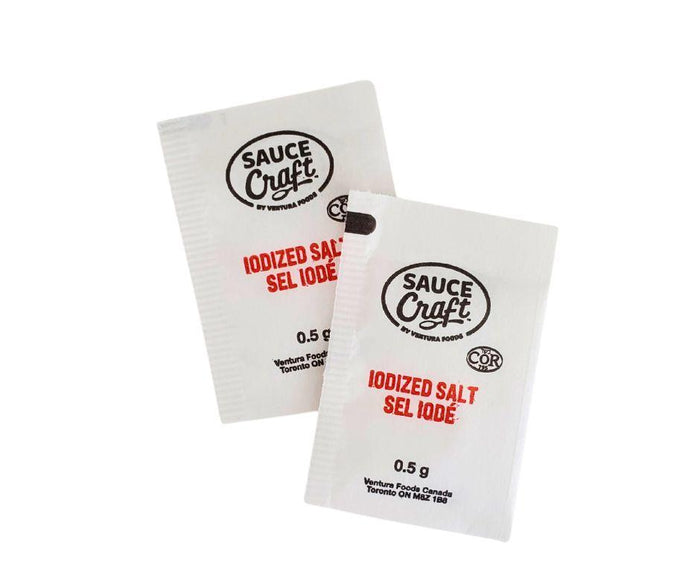 SAUCE
Craft
BY VENTURA FOODS
COR
IODIZED SALT
SEL IODÉ
0.5 g
Ventura Foods
Toronto ON
SAUCE
Craft™
BY VENTURA FOODS
COR
IODIZED SALT
SEL IODÉ
0.5 g
Ventura Foods Canada
Toronto ON M8Z 1B8